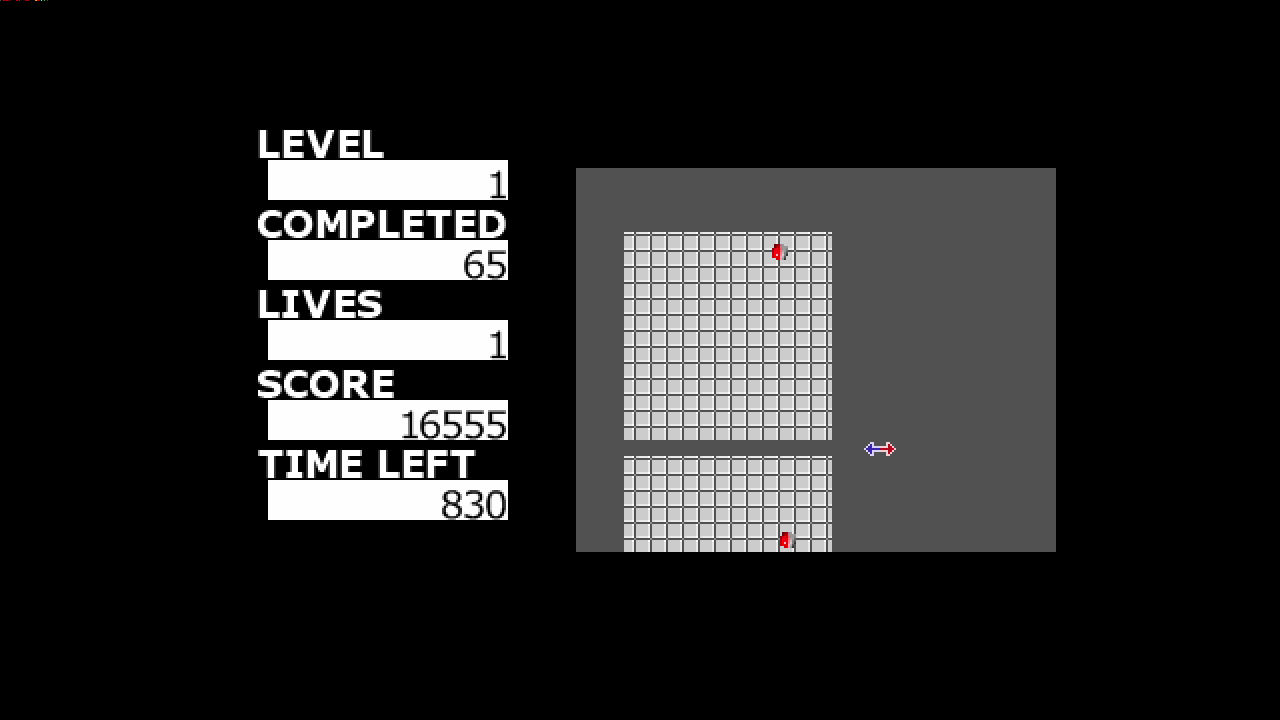 LEVEL
1
COMPLETED
65
LIVES
1
SCORE
16555
TIME LEFT
830